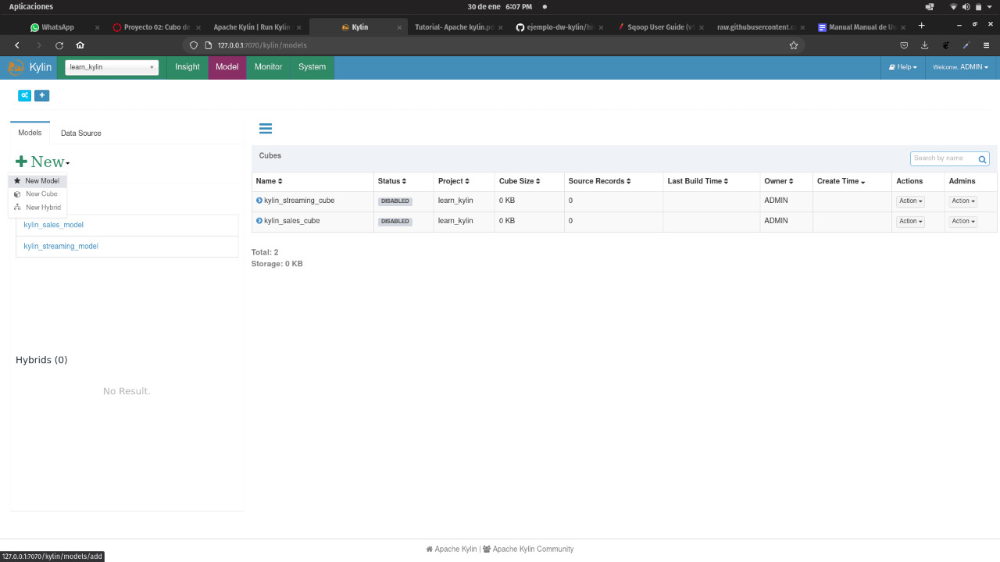 Aplicaciones
30 de ene 6:07 PM
WhatsApp
Proyecto 02: Cubo de
Apache Kylin | Run Kylin
Kylin
Tutorial- Apache kylin.po
ejemplo-dw-kylin/hi
Sqoop User Guide (v1
raw.githubusercontent.c
Manual Manual de Us
127.0.0.1:7070/kylin/models
Kylin
learn_kylin
Insight
Model
Monitor
System
Help
Welcome, ADMIN
Models
Data Source
New
New Model
New Cube
New Hybrid
kylin_sales_model
kylin_streaming_model
Hybrids (0)
No Result.
Cubes
Search by name
Name Status Project Cube Size Source Records Last Build Time Owner Create Time Actions Admins
kylin_streaming_cube DISABLED learn_kylin 0 KB 0 ADMIN Action Action
kylin_sales_cube DISABLED learn_kylin 0 KB 0 ADMIN Action Action
Total: 2
Storage: 0 KB
Apache Kylin | Apache Kylin Community
127.0.0.1:7070/kylin/models/add